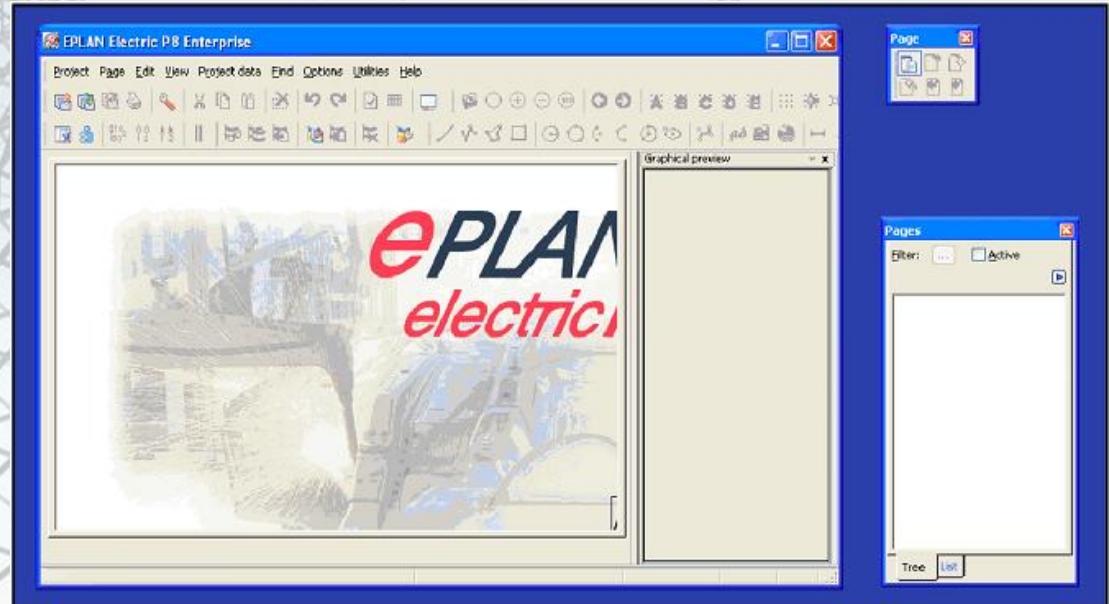 EPLAN Electric P8 Enterprise
Project Page Edit View Project data Find Options Utilities Help
Graphical preview
ePLAN
electric
Page
Pages
Filter: ... Active
Tree List